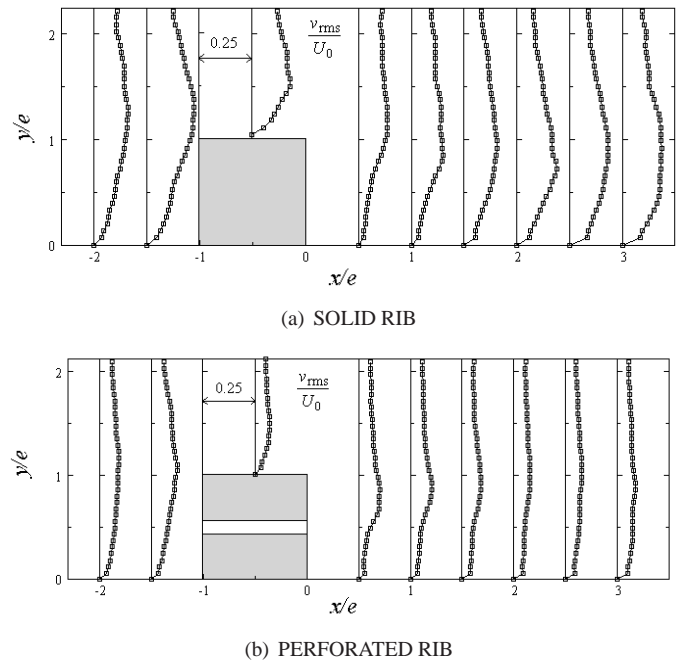 2
1
0
y/e
0.25
v_rms
U_0
-2 -1 0 1 2 3
x/e
(a) SOLID RIB
2
1
0
y/e
0.25
v_rms
U_0
-2 -1 0 1 2 3
x/e
(b) PERFORATED RIB